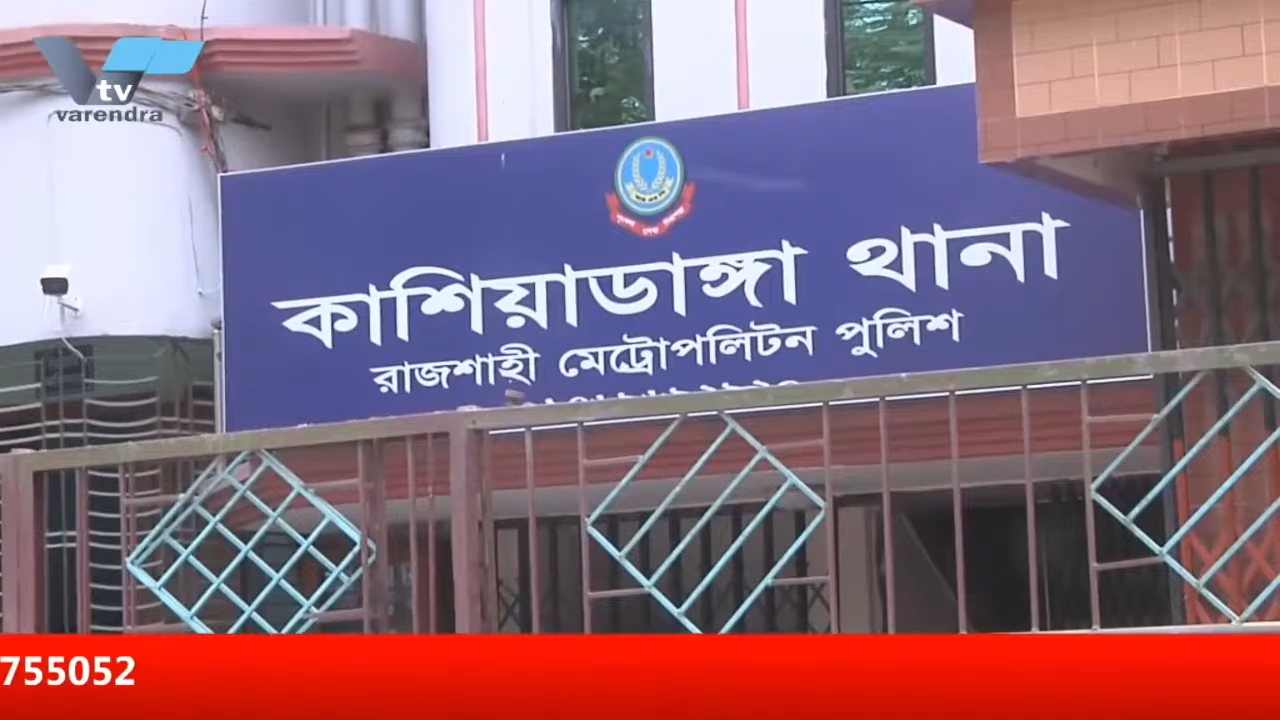 tv
varendra
কাশিয়াডাঙ্গা থানা
রাজশাহী মেট্রোপলিটন পুলিশ
755052